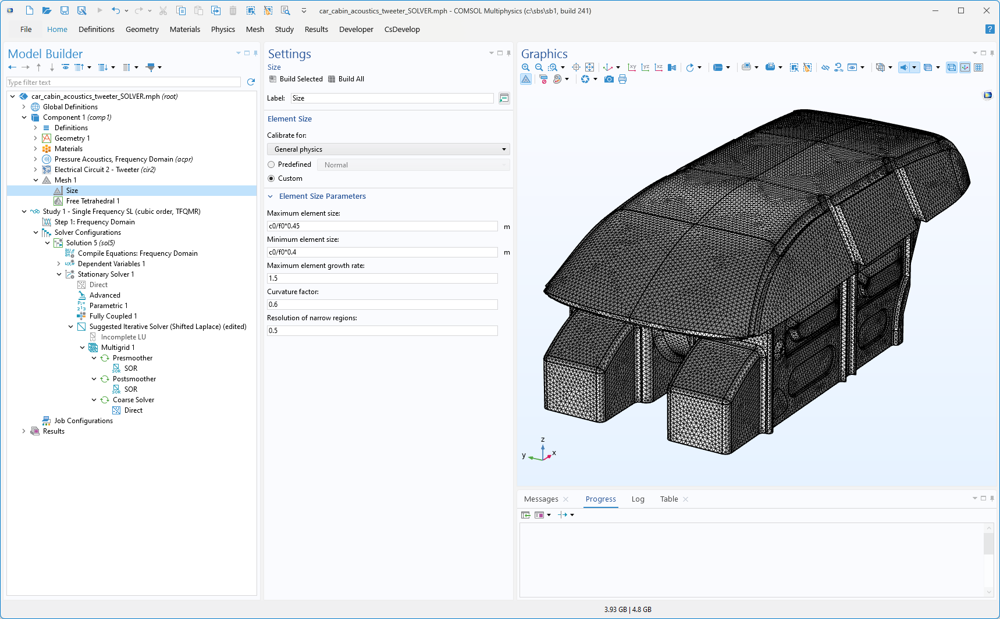 car_cabin_acoustics_tweeter_SOLVER.mph - COMSOL Multiphysics (c:\sbs\sb1, build 241)
File Home Definitions Geometry Materials Physics Mesh Study Results Developer CsDevelop ?
Model Builder
Type filter text
car_cabin_acoustics_tweeter_SOLVER.mph (root)
Global Definitions
Component 1 (comp1)
Definitions
Geometry 1
Materials
Pressure Acoustics, Frequency Domain (acpr)
Electrical Circuit 2 - Tweeter (cir2)
Mesh 1
Size
Free Tetrahedral 1
Study 1 - Single Frequency SL (cubic order, TFQMR)
Step 1: Frequency Domain
Solver Configurations
Solution 5 (sol5)
Compile Equations: Frequency Domain
Dependent Variables 1
Stationary Solver 1
Direct
Advanced
Parametric 1
Fully Coupled 1
Suggested Iterative Solver (Shifted Laplace) (edited)
Incomplete LU
Multigrid 1
Presmoother
SOR
Postsmoother
SOR
Coarse Solver
Direct
Job Configurations
Results
Settings
Size
Build Selected Build All
Label: Size
Element Size
Calibrate for:
General physics
Predefined Normal
Custom
Element Size Parameters
Maximum element size:
c0/f0*0.45 m
Minimum element size:
c0/f0*0.4 m
Maximum element growth rate:
1.5
Curvature factor:
0.6
Resolution of narrow regions:
0.5
Graphics
xy yz xz
z
y x
Messages Progress Log Table
3.93 GB | 4.8 GB